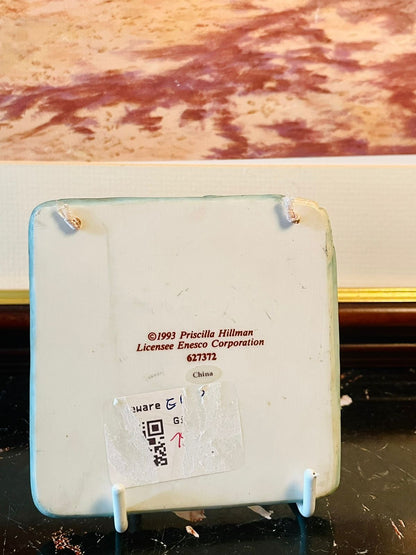 ©1993 Priscilla Hillman
Licensee Enesco Corporation
627372
China